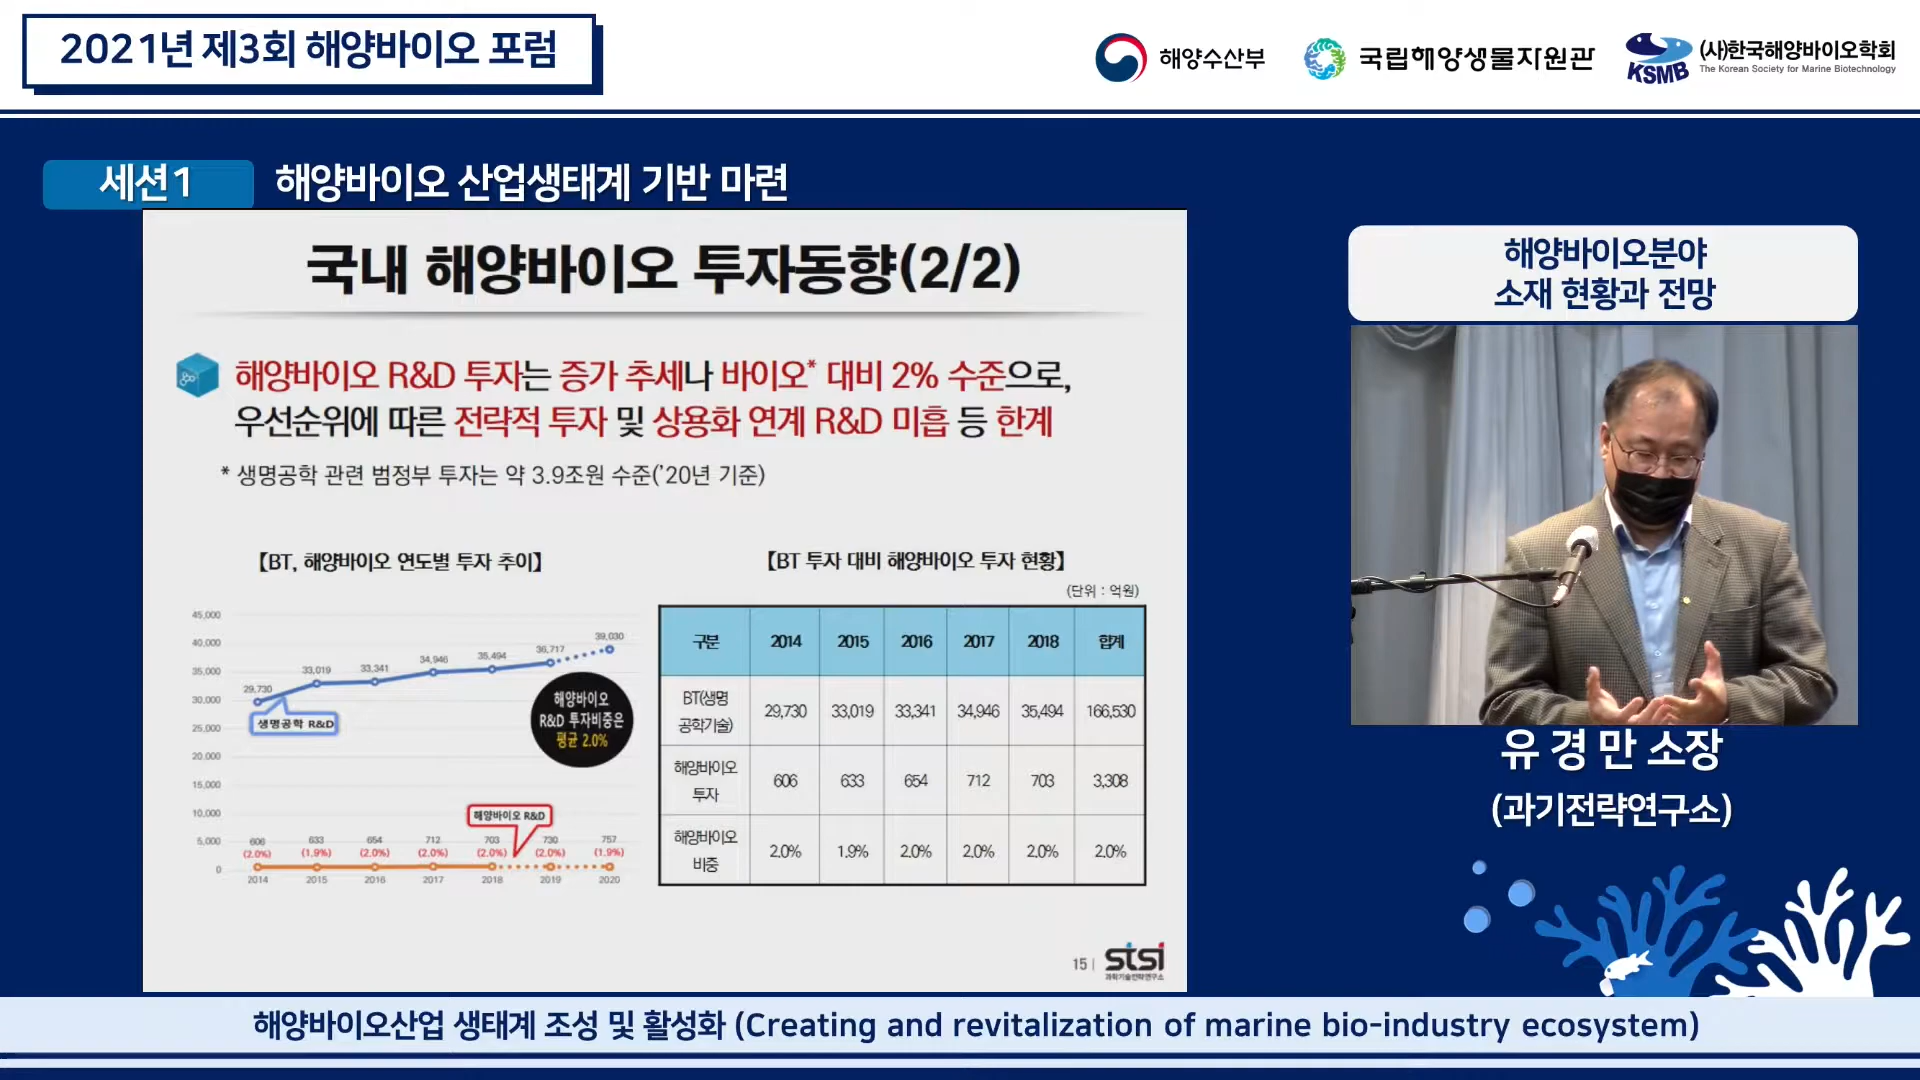 2021년 제3회 해양바이오 포럼
해양수산부
국립해양생물자원관
KSMB
(사)한국해양바이오학회
The Korean Society for Marine Biotechnology
세션1
해양바이오 산업생태계 기반 마련
국내 해양바이오 투자동향(2/2)
해양바이오 R&D 투자는 증가 추세나 바이오* 대비 2% 수준으로,
우선순위에 따른 전략적 투자 및 상용화 연계 R&D 미흡 등 한계
* 생명공학 관련 범정부 투자는 약 3.9조원 수준('20년 기준)
【BT, 해양바이오 연도별 투자 추이】
45,000
40,000
35,000
30,000
25,000
20,000
15,000
10,000
5,000
0
29,730
33,019
33,341
34,946
35,494
36,717
39,030
생명공학 R&D
해양바이오
R&D 투자비중은
평균 2.0%
해양바이오 R&D
606 633 654 712 703 730 757
(2.0%) (1.9%) (2.0%) (2.0%) (2.0%) (2.0%) (1.9%)
2014 2015 2016 2017 2018 2019 2020
【BT 투자 대비 해양바이오 투자 현황】
(단위 : 억원)
구분 2014 2015 2016 2017 2018 합계
BT(생명
공학기술)
29,730 33,019 33,341 34,946 35,494 166,530
해양바이오
투자
606 633 654 712 703 3,308
해양바이오
비중
2.0% 1.9% 2.0% 2.0% 2.0% 2.0%
15 |
stsi
과학기술전략연구소
해양바이오분야
소재 현황과 전망
유 경 만 소장
(과기전략연구소)
해양바이오산업 생태계 조성 및 활성화 (Creating and revitalization of marine bio-industry ecosystem)